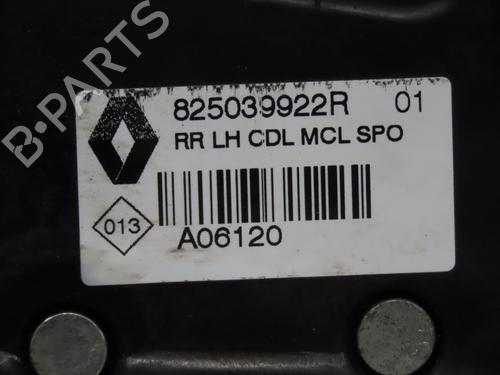 B-PARTS
825039922R 01
RR LH CDL MCL SPO
013
A06120